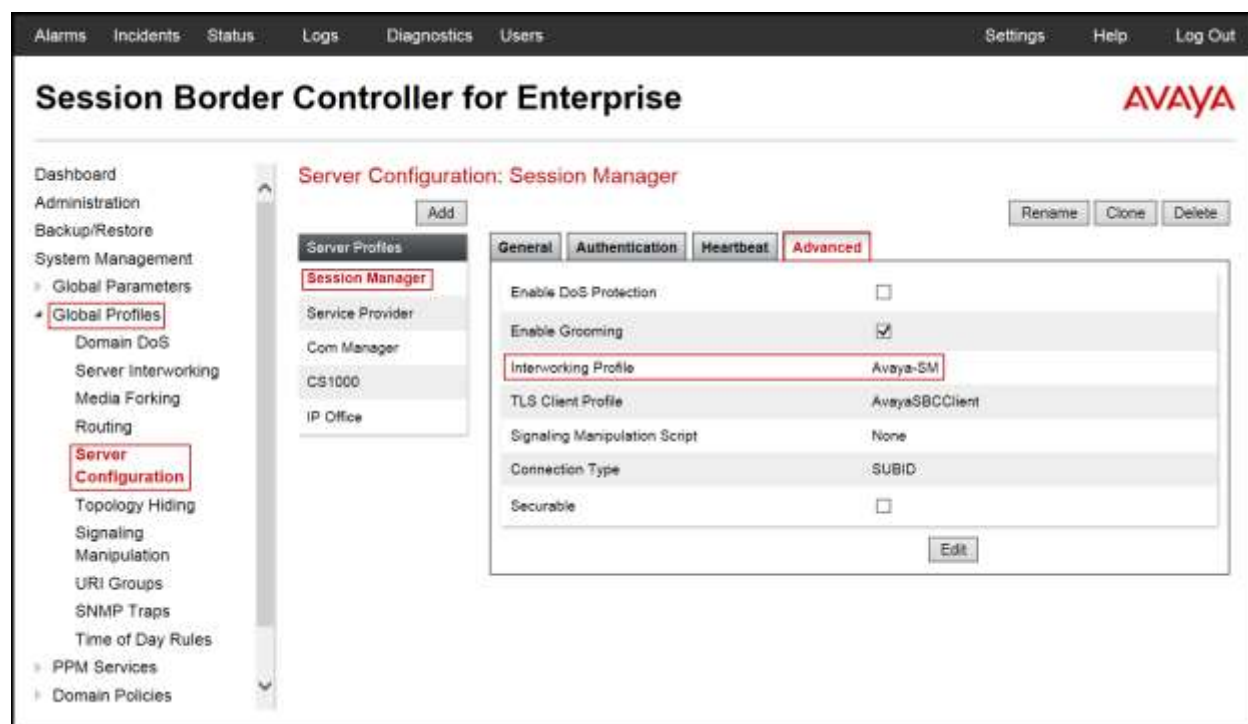 Alarms Incidents Status Logs Diagnostics Users Settings Help Log Out
Session Border Controller for Enterprise
AVAYA
Dashboard
Administration
Backup/Restore
System Management
Global Parameters
Global Profiles
Domain DoS
Server Interworking
Media Forking
Routing
Server
Configuration
Topology Hiding
Signaling
Manipulation
URI Groups
SNMP Traps
Time of Day Rules
PPM Services
Domain Policies
Server Configuration: Session Manager
Add
Rename Clone Delete
Server Profiles
Session Manager
Service Provider
Com Manager
CS1000
IP Office
General Authentication Heartbeat Advanced
Enable DoS Protection
Enable Grooming
Interworking Profile Avaya-SM
TLS Client Profile AvayaSBCClient
Signaling Manipulation Script None
Connection Type SUBID
Securable
Edit